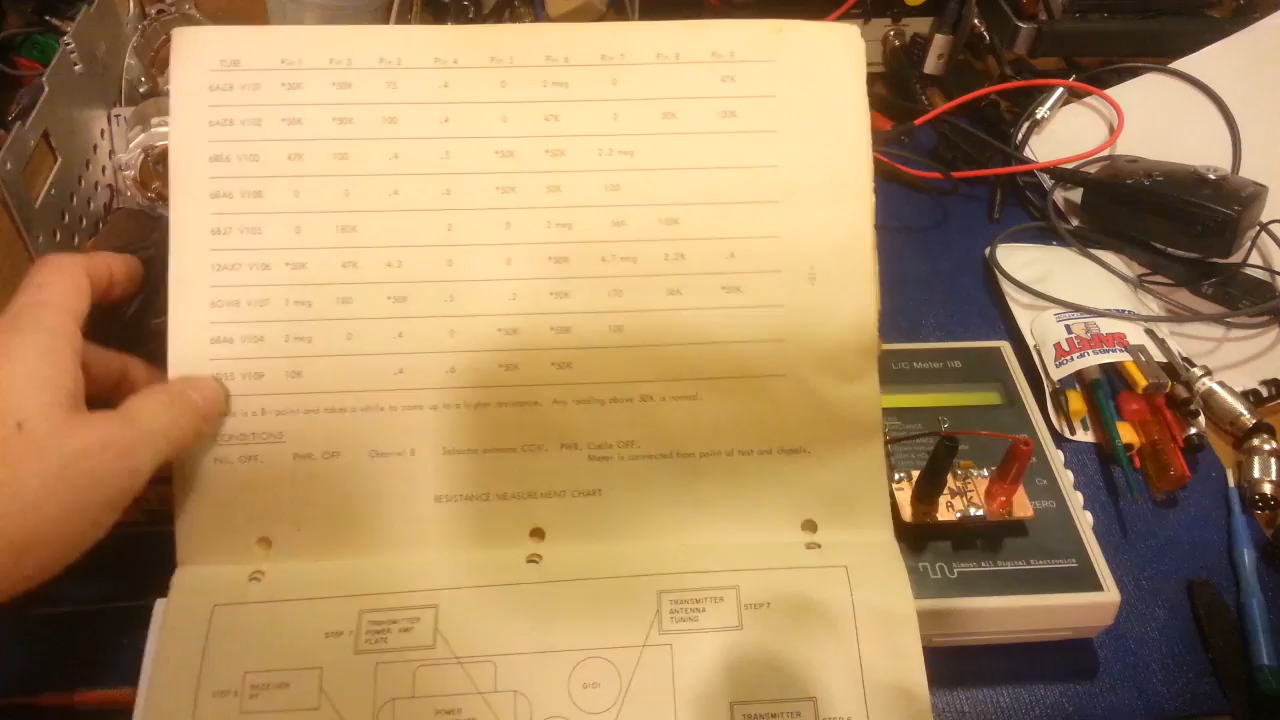 TUBE Pin 1 Pin 2 Pin 3 Pin 4 Pin 5 Pin 6 Pin 7 Pin 8 Pin 9
6AZ8 V101 *50K *50K 75 .4 0 2 meg 0 47K
6AZ8 V102 *50K *50K 100 .4 0 47K 2 50K 100K
6BE6 V103 47K 100 .4 .5 *50K *50K 2.2 meg
6BA6 V108 0 0 .4 .6 *50K 50K 100
6BJ7 V105 0 180K 2 0 2 meg 56K 100K
12AX7 V106 *50K 47K 4.2 0 0 *50K 4.7 meg 2.2K .4
6GW8 V107 1 meg 180 *50K .5 .2 *50K 170 56K *50K
6BA6 V104 2 meg 0 .4 0 *50K *50K 100
V109 10K .4 .6 *50K *50K
is a B+ point and takes a while to come up to a higher resistance. Any reading above 50K is normal.
CONDITIONS
N.L. OFF, PWR. OFF Channel 8 Selector antenna CCW. PWR. Cable OFF.
Meter is connected from point of test and chassis.
RESISTANCE MEASUREMENT CHART
STEP 7 TRANSMITTER POWER AMP PLATE
TRANSMITTER ANTENNA TUNING STEP 7
RECEIVER
POWER
Q101
TRANSMITTER
L/C Meter IIB
Cx
ZERO
Almost All Digital Electronics
THUMBS UP FOR
SAFETY